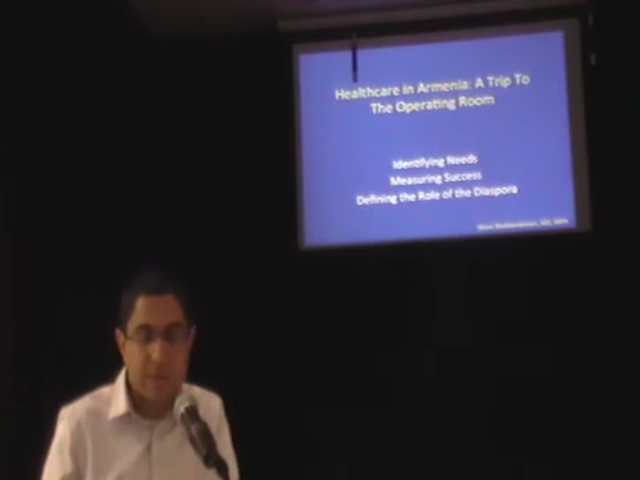 Healthcare in Armenia: A Trip To
The Operating Room
Identifying Needs
Measuring Success
Defining the Role of the Diaspora